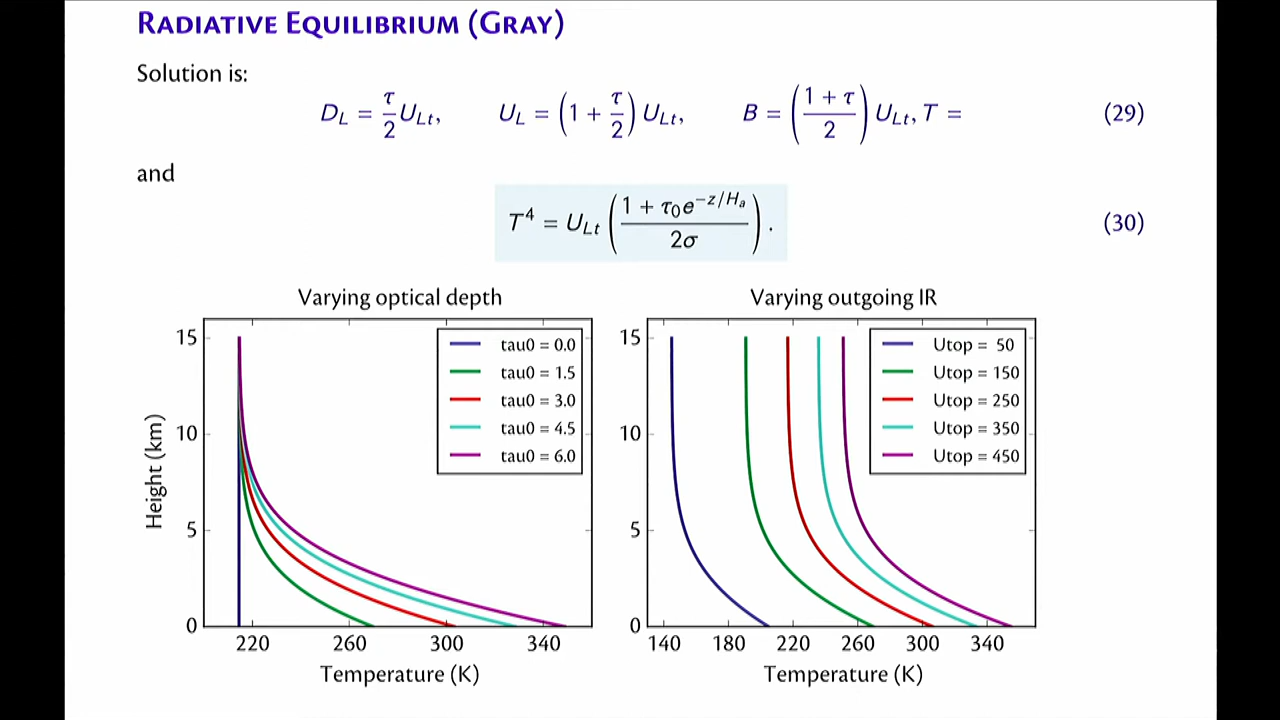 RADIATIVE EQUILIBRIUM (GRAY)
Solution is:
D_L = τ/2 U_Lt, U_L = (1 + τ/2) U_Lt, B = ((1 + τ)/2) U_Lt, T = (29)
and
T⁴ = U_Lt ((1 + τ₀e^(−z/H_a))/(2σ)). (30)
Varying optical depth
15
10
5
0
Height (km)
tau0 = 0.0
tau0 = 1.5
tau0 = 3.0
tau0 = 4.5
tau0 = 6.0
220 260 300 340
Temperature (K)
Varying outgoing IR
15
10
5
0
Utop = 50
Utop = 150
Utop = 250
Utop = 350
Utop = 450
140 180 220 260 300 340
Temperature (K)